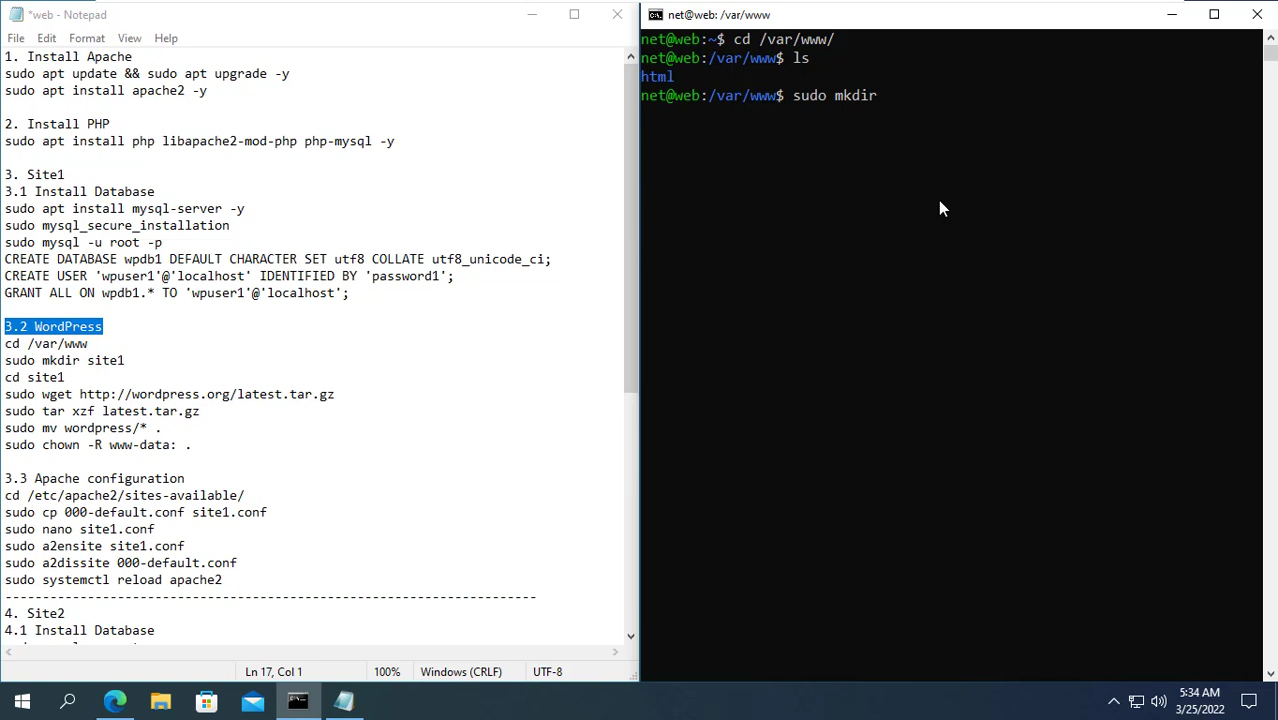 *web - Notepad
File Edit Format View Help
1. Install Apache
sudo apt update && sudo apt upgrade -y
sudo apt install apache2 -y
2. Install PHP
sudo apt install php libapache2-mod-php php-mysql -y
3. Site1
3.1 Install Database
sudo apt install mysql-server -y
sudo mysql_secure_installation
sudo mysql -u root -p
CREATE DATABASE wpdb1 DEFAULT CHARACTER SET utf8 COLLATE utf8_unicode_ci;
CREATE USER 'wpuser1'@'localhost' IDENTIFIED BY 'password1';
GRANT ALL ON wpdb1.* TO 'wpuser1'@'localhost';
3.2 WordPress
cd /var/www
sudo mkdir site1
cd site1
sudo wget http://wordpress.org/latest.tar.gz
sudo tar xzf latest.tar.gz
sudo mv wordpress/* .
sudo chown -R www-data: .
3.3 Apache configuration
cd /etc/apache2/sites-available/
sudo cp 000-default.conf site1.conf
sudo nano site1.conf
sudo a2ensite site1.conf
sudo a2dissite 000-default.conf
sudo systemctl reload apache2
-----------------------------------------------------------------------
4. Site2
4.1 Install Database
Ln 17, Col 1 100% Windows (CRLF) UTF-8
net@web: /var/www
net@web:~$ cd /var/www/
net@web:/var/www$ ls
html
net@web:/var/www$ sudo mkdir
5:34 AM
3/25/2022